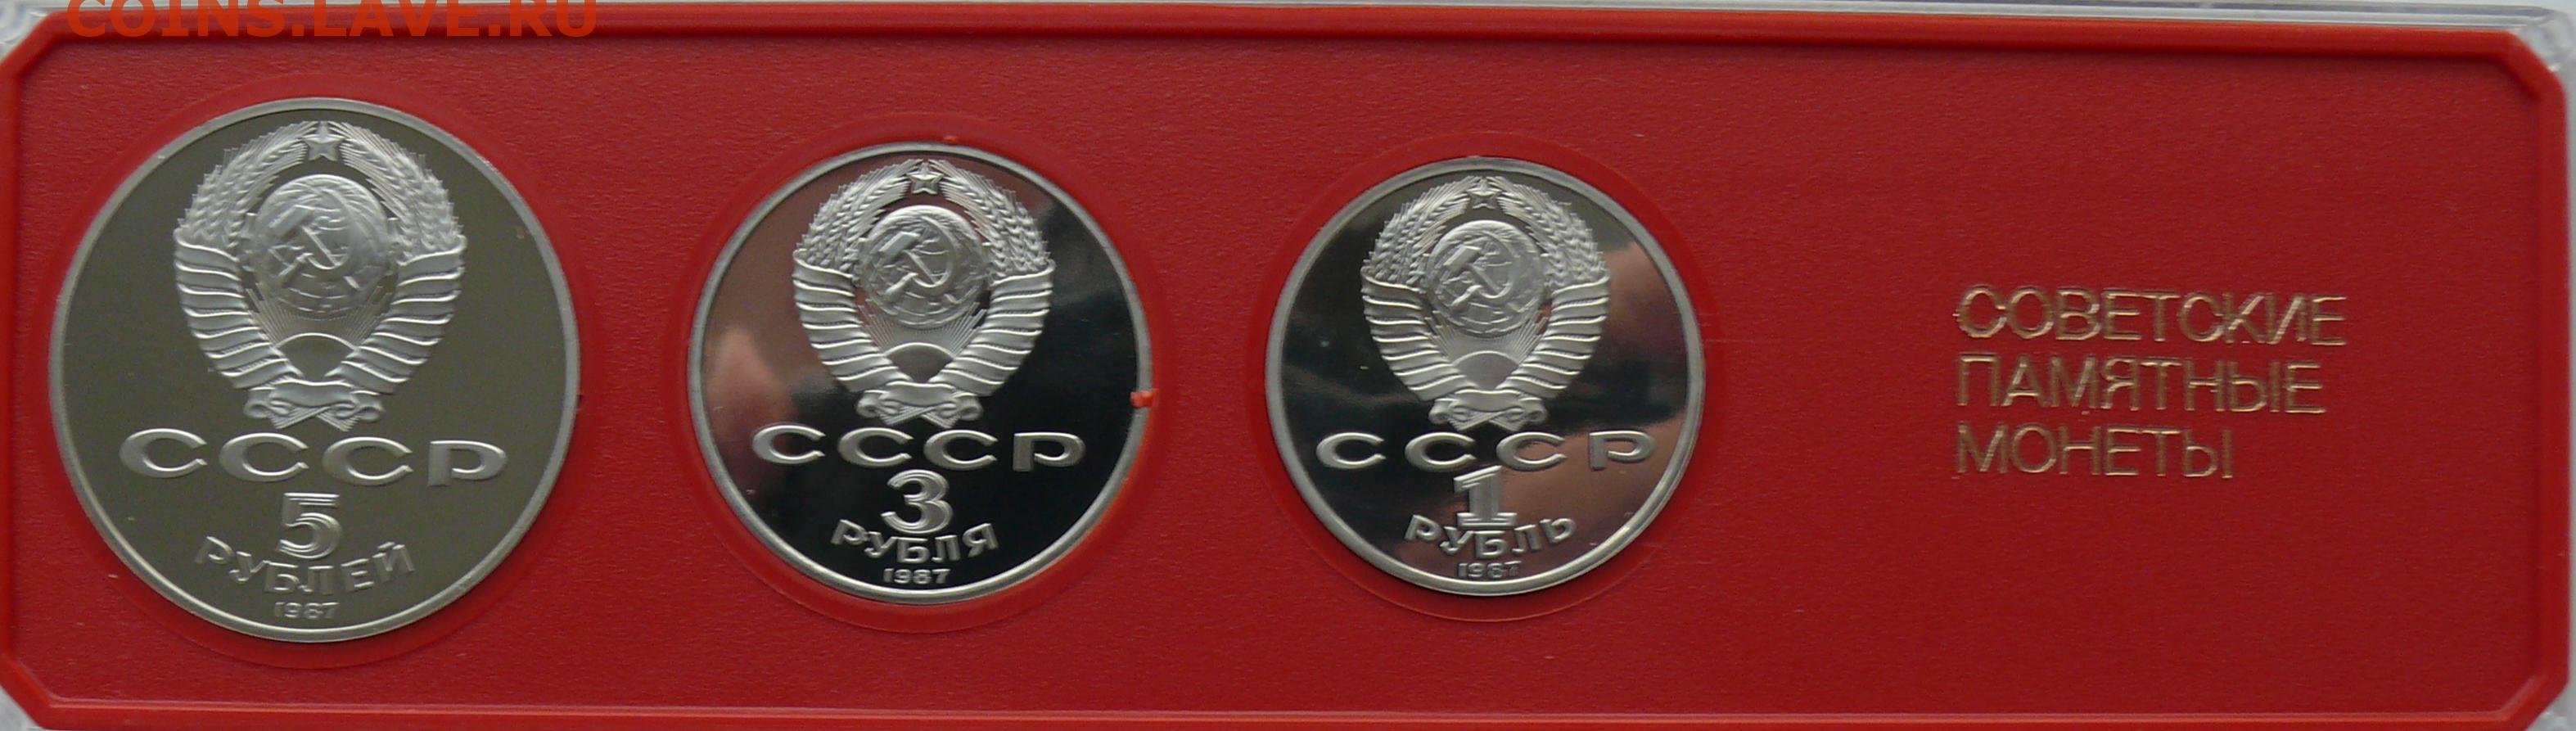 COINS.LAVE.RU
СССР
5
РУБЛЕЙ
1987
СССР
3
РУБЛЯ
1987
СССР
1
РУБЛЬ
1987
СОВЕТСКИЕ
ПАМЯТНЫЕ
МОНЕТЫ